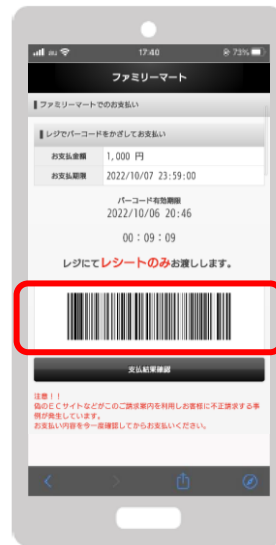 au 17:40 73%
ファミリーマート
ファミリーマートでのお支払い
レジでバーコードをかざしてお支払い
お支払金額 1,000 円
お支払期限 2022/10/07 23:59:00
バーコード有効期限
2022/10/06 20:46
00：09：09
レジにてレシートのみお渡しします。
支払結果確認
注意！！
偽のＥＣサイトなどがこのご請求案内を利用しお客様に不正請求する事
例が発生しています。
お支払い内容を今一度確認してからお支払いください。